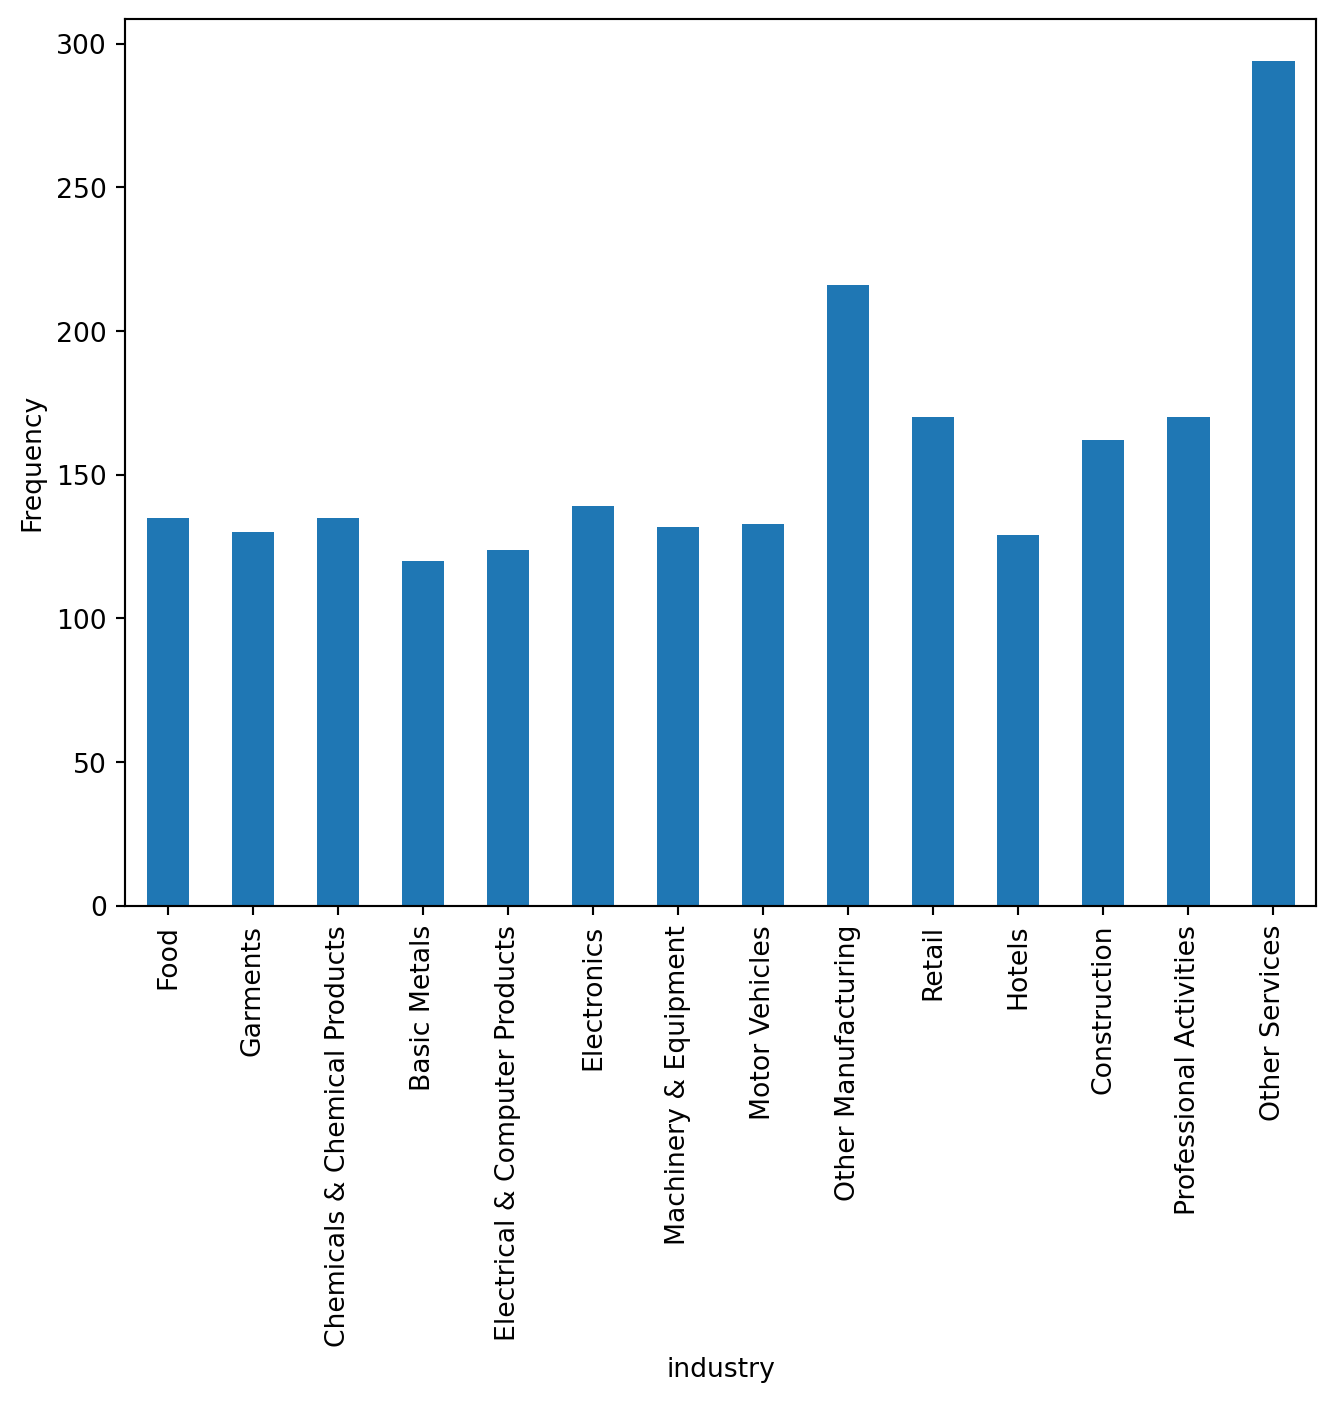 300
250
200
150
100
50
0
Frequency
Food
Garments
Chemicals & Chemical Products
Basic Metals
Electrical & Computer Products
Electronics
Machinery & Equipment
Motor Vehicles
Other Manufacturing
Retail
Hotels
Construction
Professional Activities
Other Services
industry